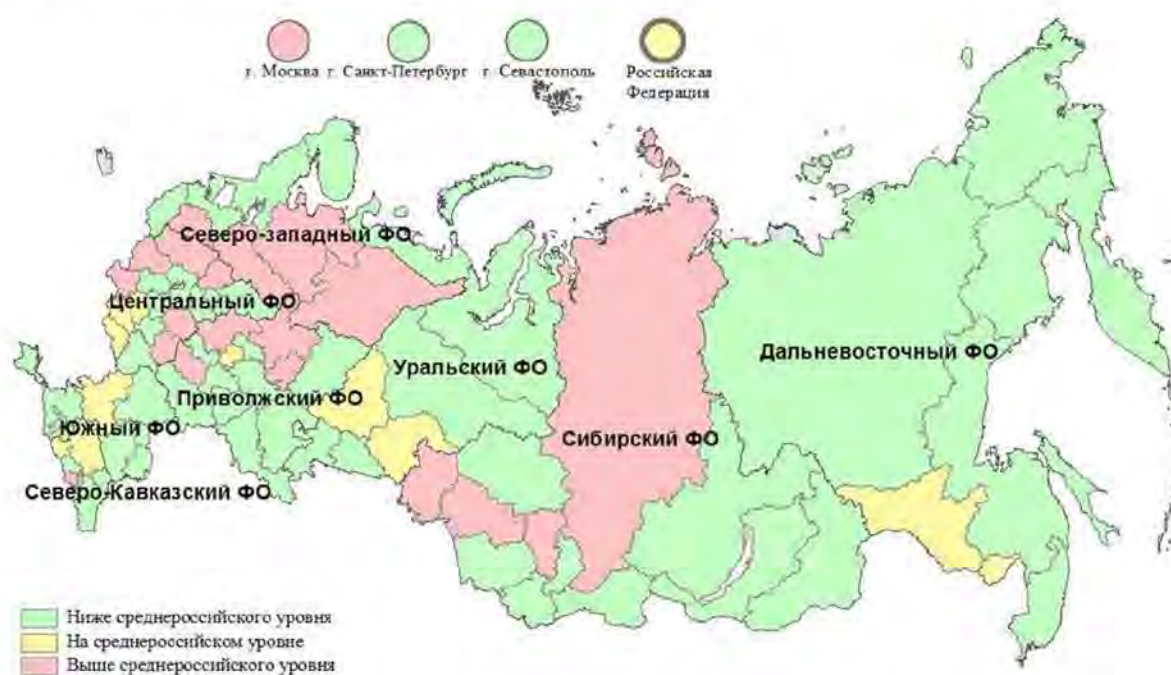 г. Москва г. Санкт-Петербург г. Севастополь Российская
Федерация
Северо-западный ФО
Центральный ФО
Уральский ФО
Дальневосточный ФО
Приволжский ФО
Южный ФО
Сибирский ФО
Северо-Кавказский ФО
Ниже среднероссийского уровня
На среднероссийском уровне
Выше среднероссийского уровня